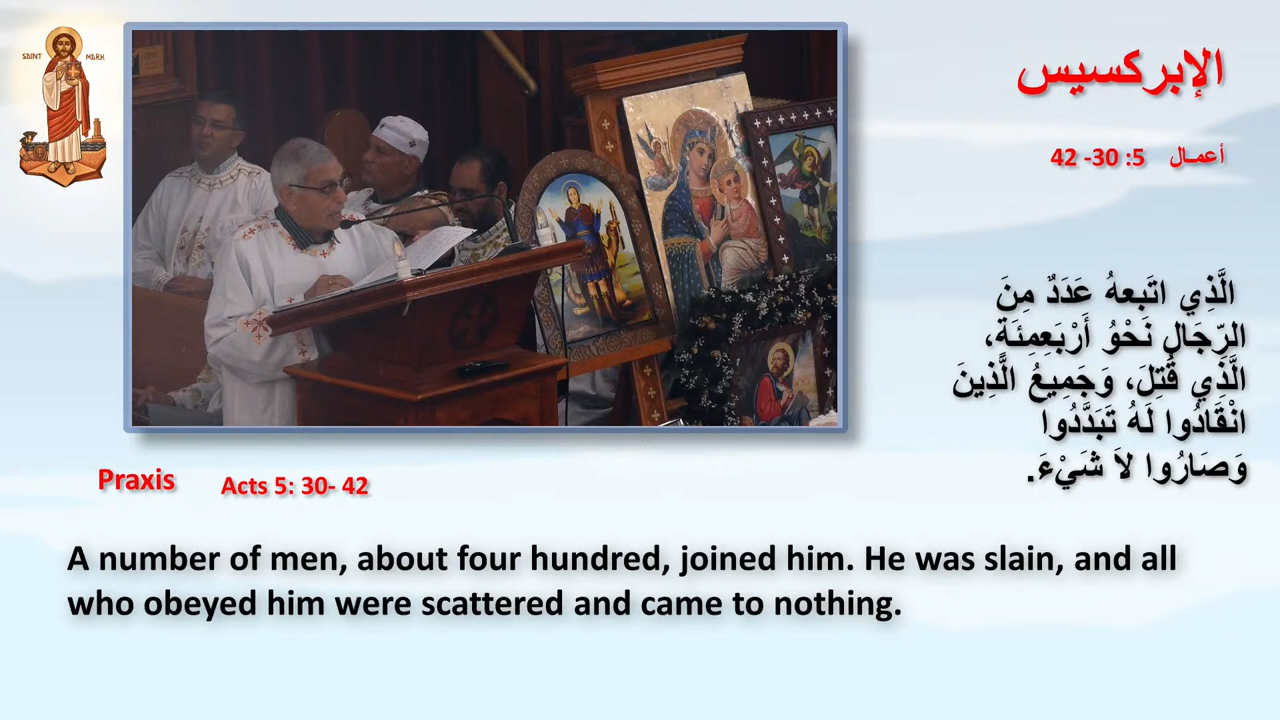 SAINT MARK
الإبركسيس
أعمـال 5: 30- 42
الَّذِي اتَبعهُ عَدَدٌ مِنَ
الرِّجَالِ نَحْوُ أَرْبَعِمِئَةٍ،
الَّذِي قُتِلَ، وَجَمِيعُ الَّذِينَ
انْقَادُوا لَهُ تَبَدَّدُوا
وَصَارُوا لاَ شَيْءَ.
Praxis Acts 5: 30- 42
A number of men, about four hundred, joined him. He was slain, and all
who obeyed him were scattered and came to nothing.